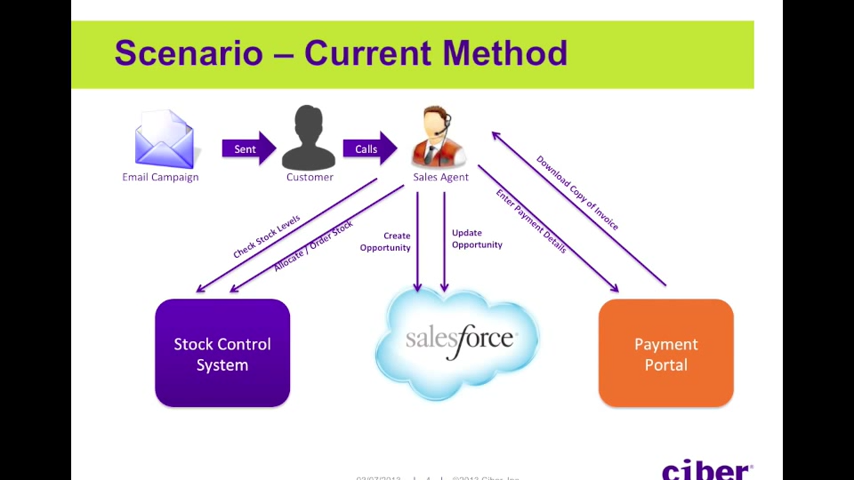 Scenario – Current Method
Sent
Calls
Email Campaign
Customer
Sales Agent
Check Stock Levels
Allocate / Order Stock
Create
Opportunity
Update
Opportunity
Enter Payment Details
Download Copy of Invoice
Stock Control
System
salesforce
Payment
Portal
ciber